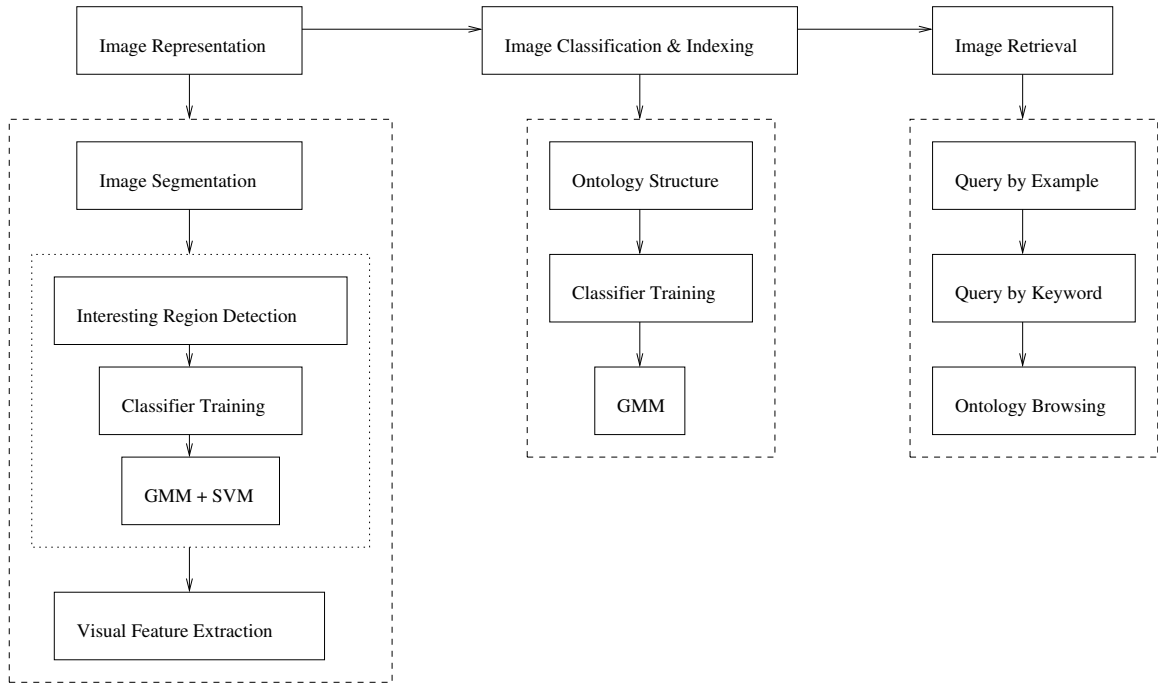 Image Representation
Image Classification & Indexing
Image Retrieval
Image Segmentation
Interesting Region Detection
Classifier Training
GMM + SVM
Visual Feature Extraction
Ontology Structure
Classifier Training
GMM
Query by Example
Query by Keyword
Ontology Browsing